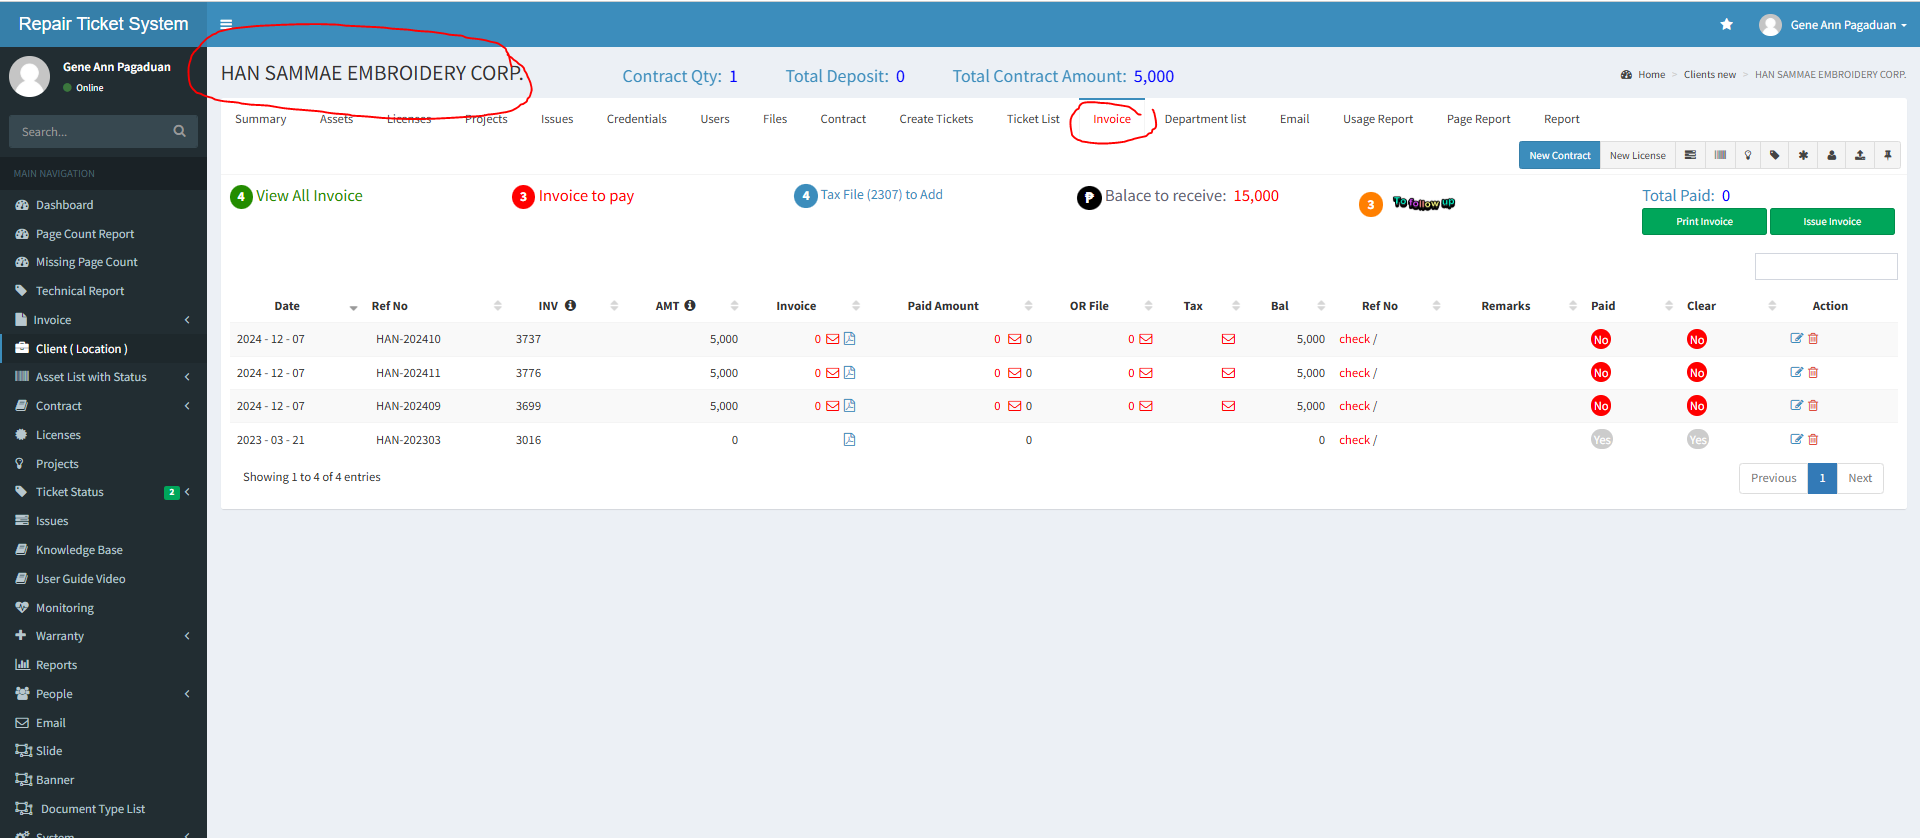 Repair Ticket System
Gene Ann Pagaduan
Gene Ann Pagaduan
Online
Search...
MAIN NAVIGATION
Dashboard
Page Count Report
Missing Page Count
Technical Report
Invoice
Client ( Location )
Asset List with Status
Contract
Licenses
Projects
Ticket Status 2
Issues
Knowledge Base
User Guide Video
Monitoring
Warranty
Reports
People
Email
Slide
Banner
Document Type List
System
HAN SAMMAE EMBROIDERY CORP.
Contract Qty: 1 Total Deposit: 0 Total Contract Amount: 5,000
Home > Clients new > HAN SAMMAE EMBROIDERY CORP.
Summary Assets Licenses Projects Issues Credentials Users Files Contract Create Tickets Ticket List Invoice Department list Email Usage Report Page Report Report
New Contract New License
4 View All Invoice 3 Invoice to pay 4 Tax File (2307) to Add ₱ Balace to receive: 15,000 3 To follow up Total Paid: 0
Print Invoice Issue Invoice
Date Ref No INV AMT Invoice Paid Amount OR File Tax Bal Ref No Remarks Paid Clear Action
2024 - 12 - 07 HAN-202410 3737 5,000 0 0 0 0 5,000 check / No No
2024 - 12 - 07 HAN-202411 3776 5,000 0 0 0 0 5,000 check / No No
2024 - 12 - 07 HAN-202409 3699 5,000 0 0 0 0 5,000 check / No No
2023 - 03 - 21 HAN-202303 3016 0 0 0 check / Yes Yes
Showing 1 to 4 of 4 entries
Previous 1 Next